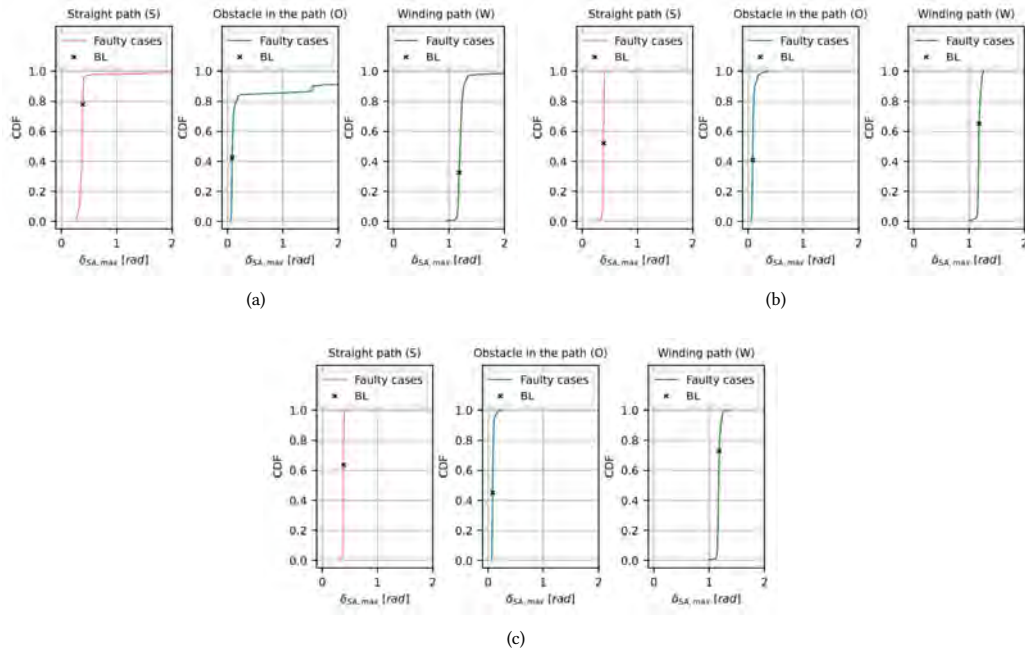 Straight path (S)
Obstacle in the path (O)
Winding path (W)
Faulty cases
BL
Faulty cases
BL
Faulty cases
BL
CDF
1.0
0.8
0.6
0.4
0.2
0.0
CDF
1.0
0.8
0.6
0.4
0.2
0.0
CDF
1.0
0.8
0.6
0.4
0.2
0.0
0 1 2
0 1 2
0 1 2
δSA,max [rad]
δSA,max [rad]
δSA,max [rad]
(a)
Straight path (S)
Obstacle in the path (O)
Winding path (W)
Faulty cases
BL
Faulty cases
BL
Faulty cases
BL
CDF
1.0
0.8
0.6
0.4
0.2
0.0
CDF
1.0
0.8
0.6
0.4
0.2
0.0
CDF
1.0
0.8
0.6
0.4
0.2
0.0
0 1 2
0 1 2
0 1 2
δSA,max [rad]
δSA,max [rad]
δSA,max [rad]
(b)
Straight path (S)
Obstacle in the path (O)
Winding path (W)
Faulty cases
BL
Faulty cases
BL
Faulty cases
BL
CDF
1.0
0.8
0.6
0.4
0.2
0.0
CDF
1.0
0.8
0.6
0.4
0.2
0.0
CDF
1.0
0.8
0.6
0.4
0.2
0.0
0 1 2
0 1 2
0 1 2
δSA,max [rad]
δSA,max [rad]
δSA,max [rad]
(c)